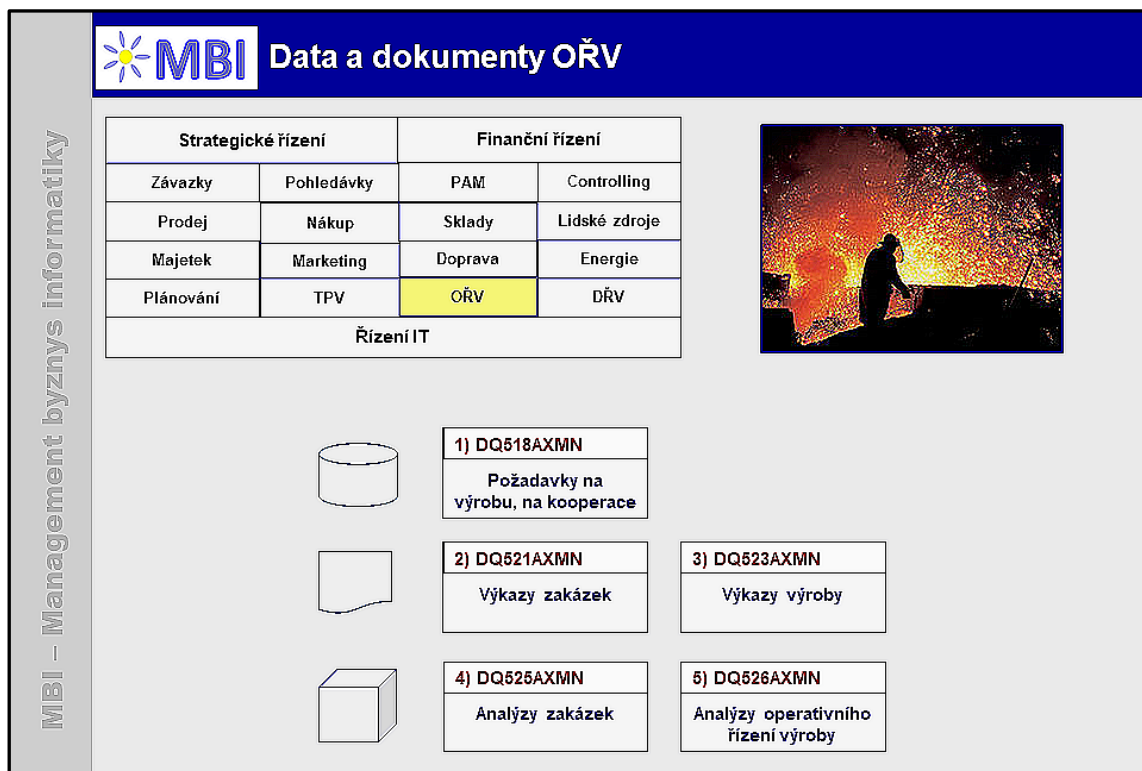 MBI
Data a dokumenty OŘV
MBI – Management byznys informatiky
Strategické řízení
Finanční řízení
Závazky
Pohledávky
PAM
Controlling
Prodej
Nákup
Sklady
Lidské zdroje
Majetek
Marketing
Doprava
Energie
Plánování
TPV
OŘV
DŘV
Řízení IT
1) DQ518AXMN
Požadavky na
výrobu, na kooperace
2) DQ521AXMN
Výkazy zakázek
3) DQ523AXMN
Výkazy výroby
4) DQ525AXMN
Analýzy zakázek
5) DQ526AXMN
Analýzy operativního
řízení výroby